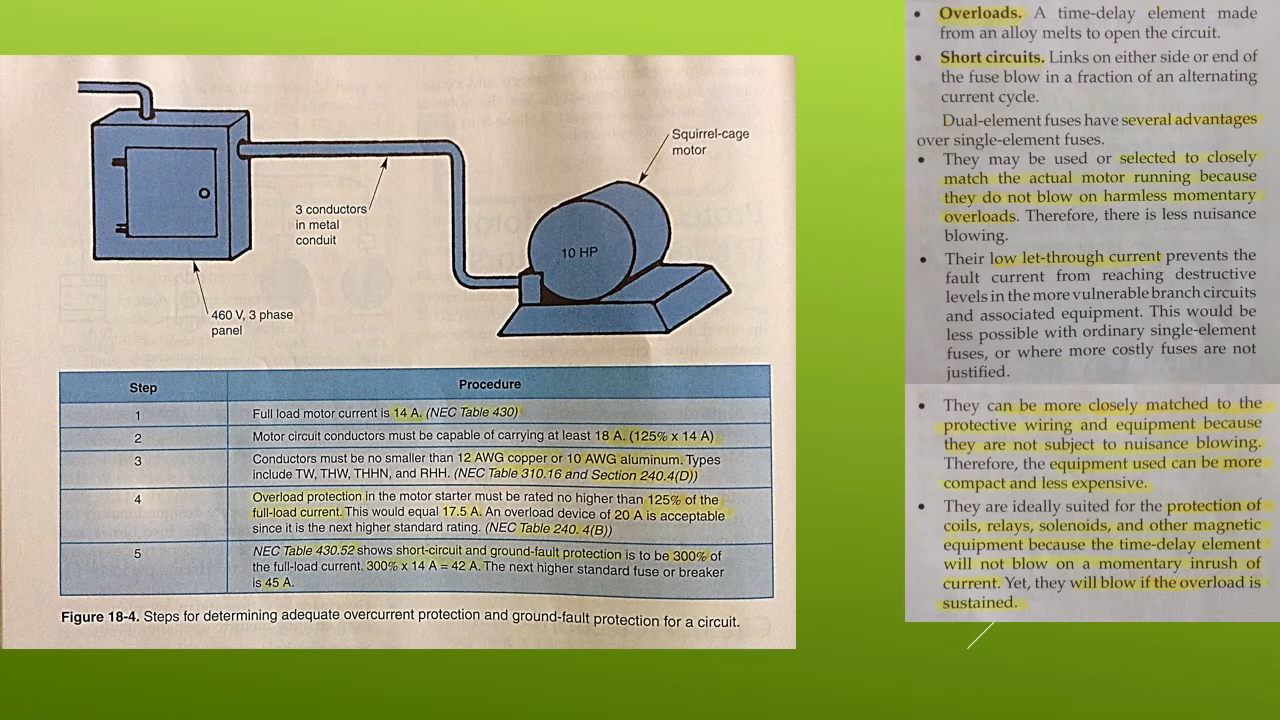 Squirrel-cage
motor
3 conductors
in metal
conduit
10 HP
460 V, 3 phase
panel
Step Procedure
1 Full load motor current is 14 A. (NEC Table 430)
2 Motor circuit conductors must be capable of carrying at least 18 A. (125% x 14 A)
3 Conductors must be no smaller than 12 AWG copper or 10 AWG aluminum. Types
include TW, THW, THHN, and RHH. (NEC Table 310.16 and Section 240.4(D))
4 Overload protection in the motor starter must be rated no higher than 125% of the
full-load current. This would equal 17.5 A. An overload device of 20 A is acceptable
since it is the next higher standard rating. (NEC Table 240. 4(B))
5 NEC Table 430.52 shows short-circuit and ground-fault protection is to be 300% of
the full-load current. 300% x 14 A = 42 A. The next higher standard fuse or breaker
is 45 A.
Figure 18-4. Steps for determining adequate overcurrent protection and ground-fault protection for a circuit.
• Overloads. A time-delay element made
from an alloy melts to open the circuit.
• Short circuits. Links on either side or end of
the fuse blow in a fraction of an alternating
current cycle.
Dual-element fuses have several advantages
over single-element fuses.
• They may be used or selected to closely
match the actual motor running because
they do not blow on harmless momentary
overloads. Therefore, there is less nuisance
blowing.
• Their low let-through current prevents the
fault current from reaching destructive
levels in the more vulnerable branch circuits
and associated equipment. This would be
less possible with ordinary single-element
fuses, or where more costly fuses are not
justified.
• They can be more closely matched to the
protective wiring and equipment because
they are not subject to nuisance blowing.
Therefore, the equipment used can be more
compact and less expensive.
• They are ideally suited for the protection of
coils, relays, solenoids, and other magnetic
equipment because the time-delay element
will not blow on a momentary inrush of
current. Yet, they will blow if the overload is
sustained.